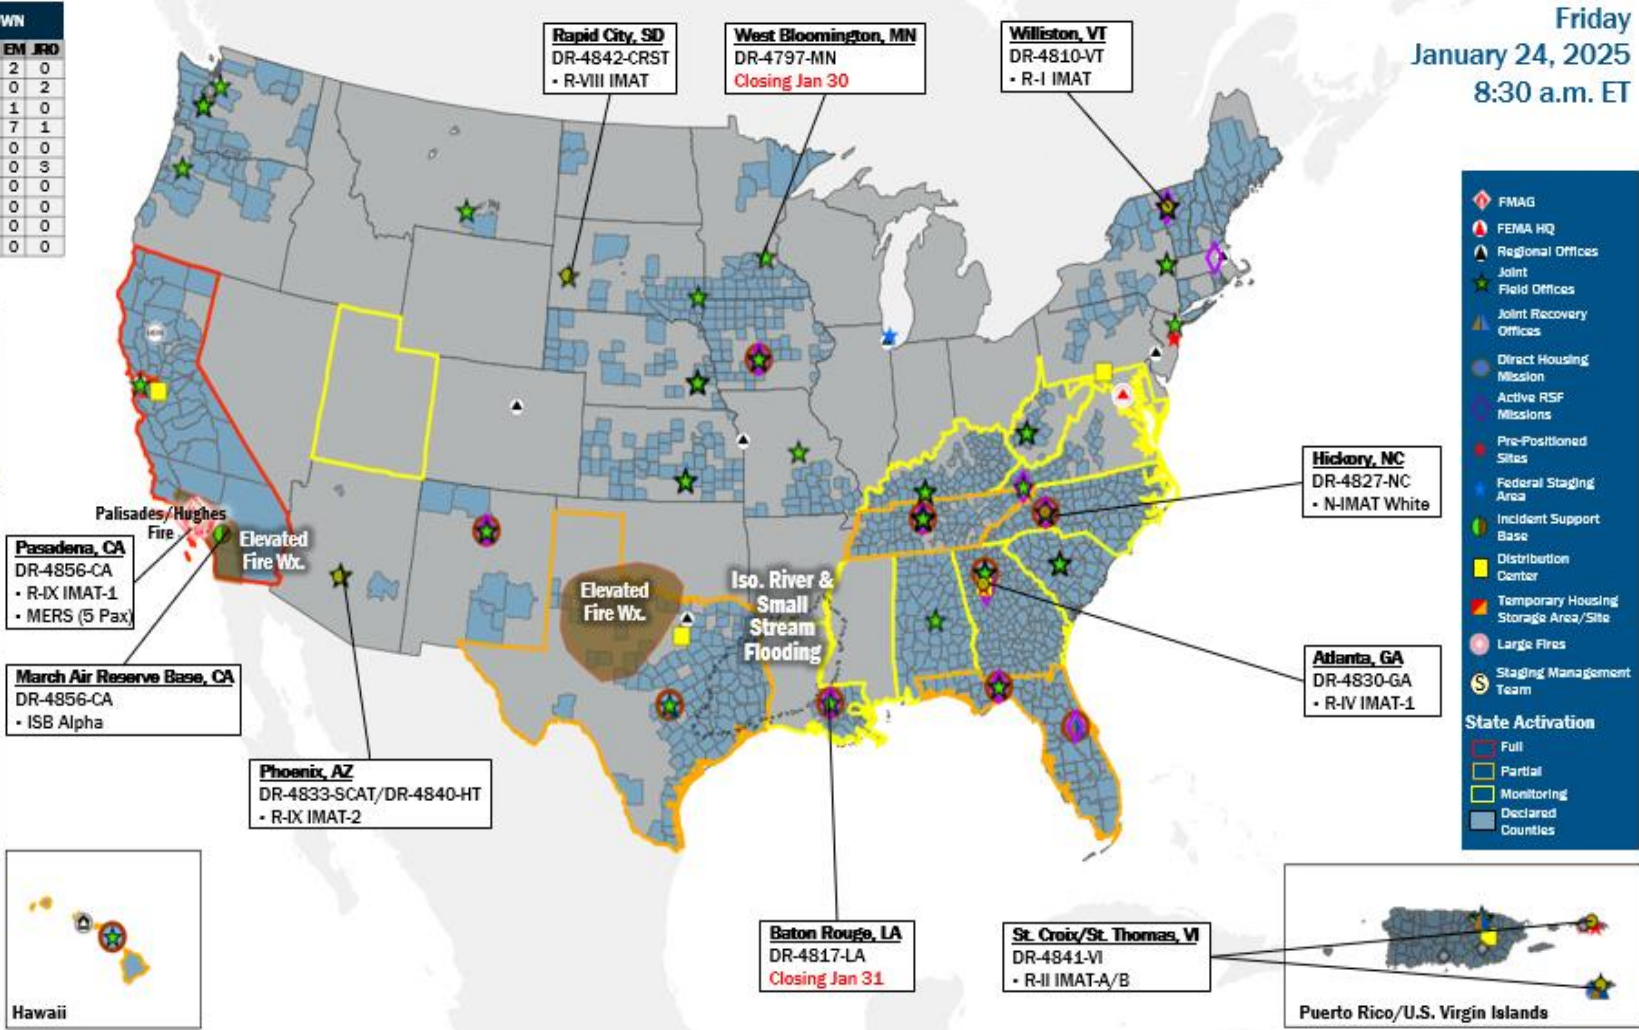 WN
EM JRO
2 0
0 2
1 0
7 1
0 0
0 3
0 0
0 0
0 0
0 0
Friday
January 24, 2025
8:30 a.m. ET
Rapid City, SD
DR-4842-CRST
• R-VIII IMAT
West Bloomington, MN
DR-4797-MN
Closing Jan 30
Williston, VT
DR-4810-VT
• R-I IMAT
FMAG
FEMA HQ
Regional Offices
Joint
Field Offices
Joint Recovery
Offices
Direct Housing
Mission
Active RSF
Missions
Pre-Positioned
Sites
Federal Staging
Area
Incident Support
Base
Distribution
Center
Temporary Housing
Storage Area/Site
Large Fires
S
Staging Management
Team
State Activation
Full
Partial
Monitoring
Declared
Counties
Hickory, NC
DR-4827-NC
• N-IMAT White
Palisades/Hughes
Fire
Elevated
Fire Wx.
Pasadena, CA
DR-4856-CA
• R-IX IMAT-1
• MERS (5 Pax)
Elevated
Fire Wx.
Iso. River &
Small
Stream
Flooding
March Air Reserve Base, CA
DR-4856-CA
• ISB Alpha
Atlanta, GA
DR-4830-GA
• R-IV IMAT-1
Phoenix, AZ
DR-4833-SCAT/DR-4840-HT
• R-IX IMAT-2
Hawaii
Baton Rouge, LA
DR-4817-LA
Closing Jan 31
St. Croix/St. Thomas, VI
DR-4841-VI
• R-II IMAT-A/B
Puerto Rico/U.S. Virgin Islands